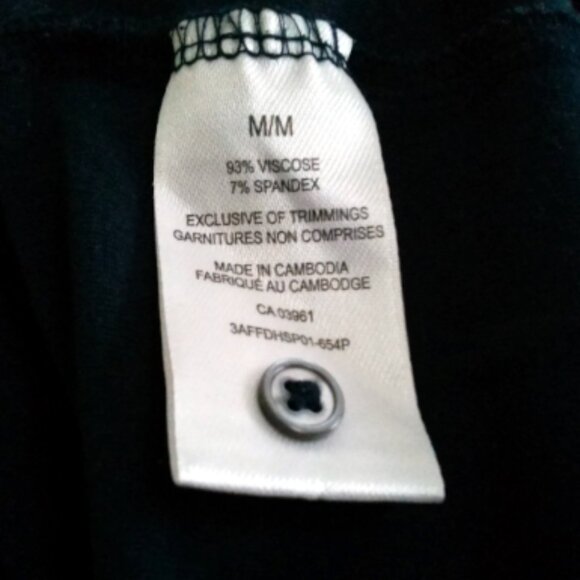 M/M
93% VISCOSE
7% SPANDEX
EXCLUSIVE OF TRIMMINGS
GARNITURES NON COMPRISES
MADE IN CAMBODIA
FABRIQUÉ AU CAMBODGE
CA 03961
3AFFDHSP01-654P